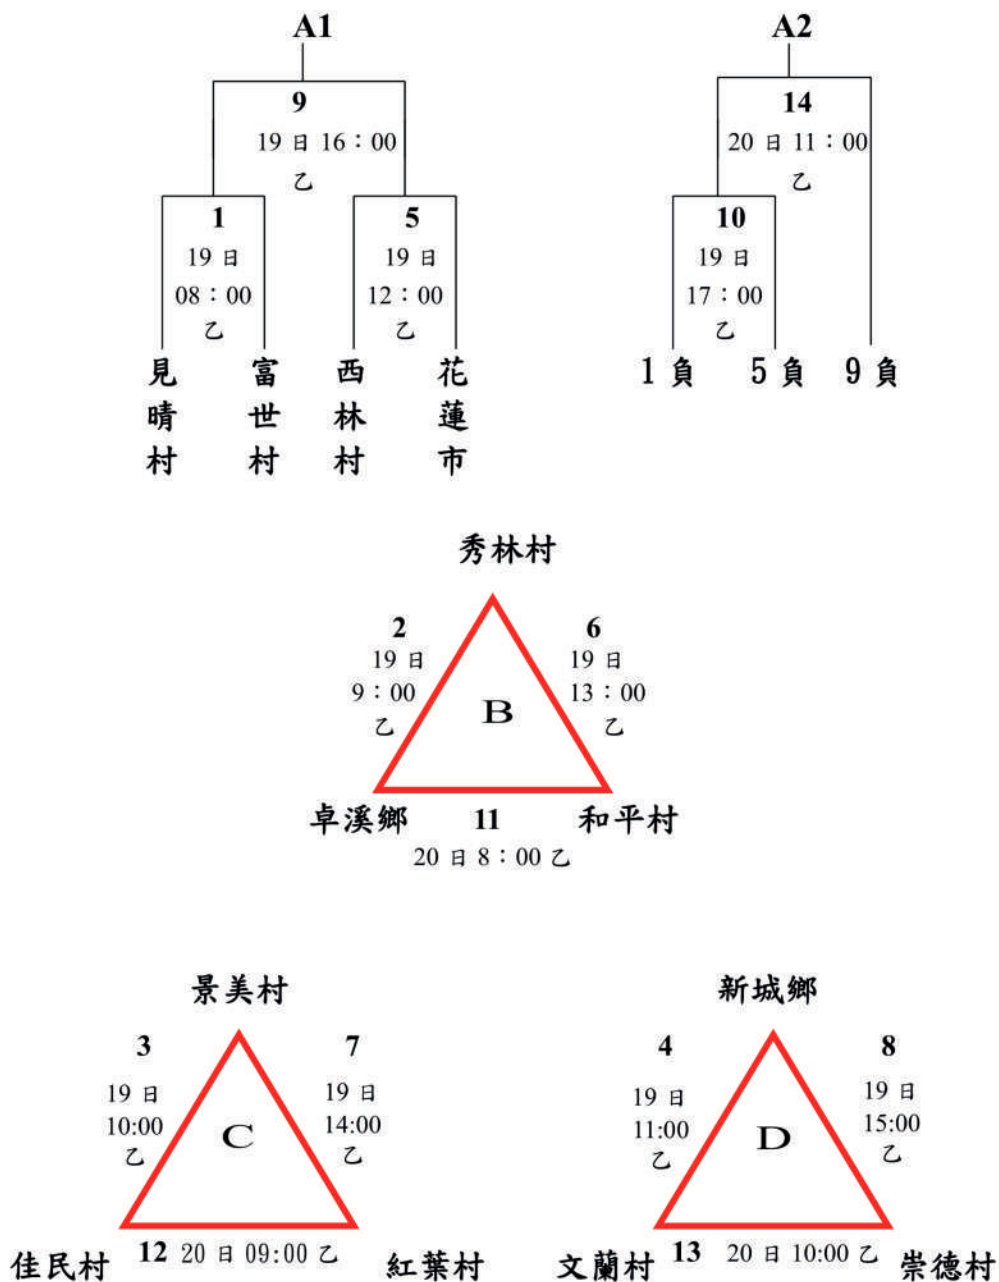 A1
9
19 日 16：00
乙
1
19 日
08：00
乙
5
19 日
12：00
乙
見晴村
富世村
西林村
花蓮市
A2
14
20 日 11：00
乙
10
19 日
17：00
乙
1 負
5 負
9 負
秀林村
2
19 日
9：00
乙
6
19 日
13：00
乙
B
卓溪鄉
11
和平村
20 日 8：00 乙
景美村
3
19 日
10:00
乙
7
19 日
14:00
乙
C
佳民村
12 20 日 09:00 乙
紅葉村
新城鄉
4
19 日
11:00
乙
8
19 日
15:00
乙
D
文蘭村
13 20 日 10:00 乙
崇德村